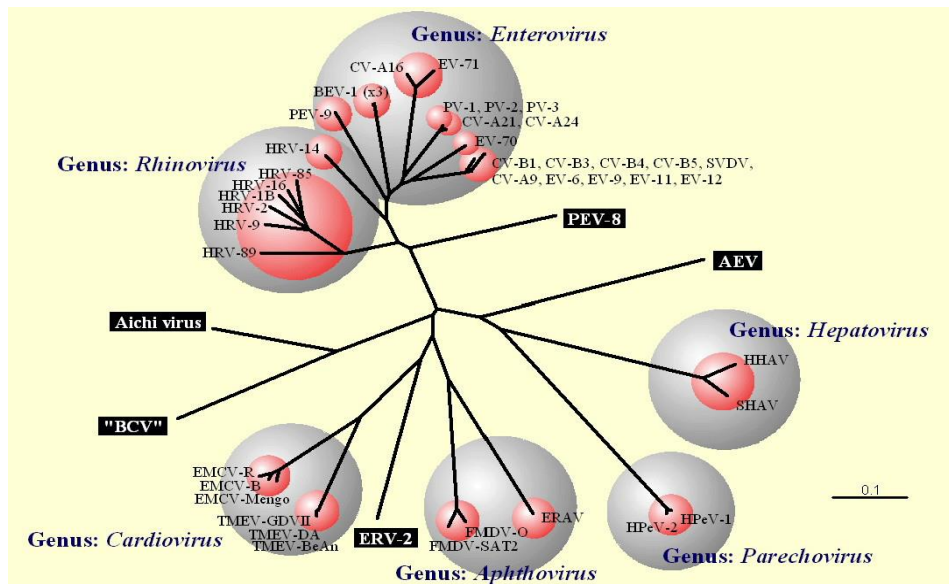 Genus: Enterovirus
CV-A16
EV-71
BEV-1 (x3)
PEV-9
PV-1, PV-2, PV-3
CV-A21, CV-A24
EV-70
CV-B1, CV-B3, CV-B4, CV-B5, SVDV,
CV-A9, EV-6, EV-9, EV-11, EV-12
Genus: Rhinovirus
HRV-14
HRV-85
HRV-16
HRV-1B
HRV-2
HRV-9
HRV-89
PEV-8
AEV
Aichi virus
Genus: Hepatovirus
HHAV
SHAV
"BCV"
EMCV-R
EMCV-B
EMCV-Mengo
TMEV-GDVII
TMEV-DA
TMEV-BeAn
Genus: Cardiovirus
ERV-2
FMDV-O
FMDV-SAT2
ERAV
Genus: Aphthovirus
HPeV-2
HPeV-1
Genus: Parechovirus
0.1